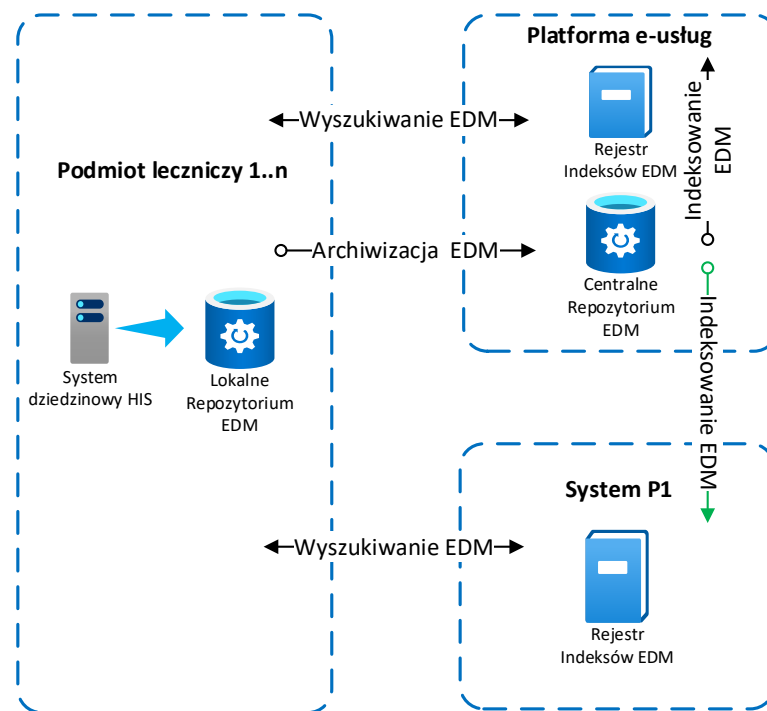 Platforma e-usług
Wyszukiwanie EDM
Rejestr
Indeksów EDM
Indeksowanie
EDM
Podmiot leczniczy 1..n
Archiwizacja EDM
Centralne
Repozytorium
EDM
Indeksowanie EDM
System
dziedzinowy HIS
Lokalne
Repozytorium
EDM
System P1
Wyszukiwanie EDM
Rejestr
Indeksów EDM